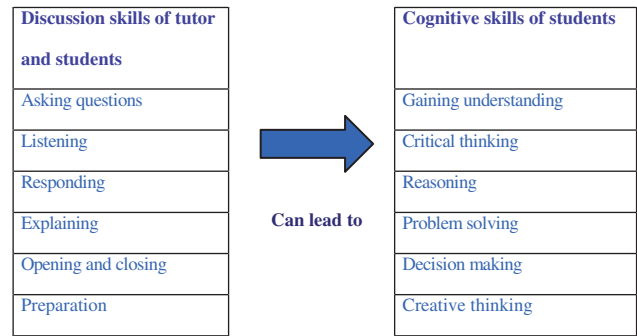 Discussion skills of tutor
and students
Asking questions
Listening
Responding
Explaining
Opening and closing
Preparation
Can lead to
Cognitive skills of students
Gaining understanding
Critical thinking
Reasoning
Problem solving
Decision making
Creative thinking